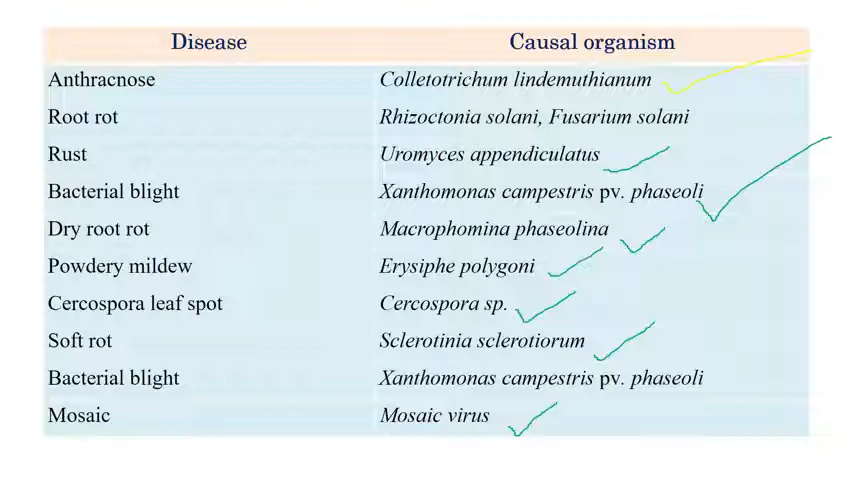 Disease Causal organism
Anthracnose Colletotrichum lindemuthianum
Root rot Rhizoctonia solani, Fusarium solani
Rust Uromyces appendiculatus
Bacterial blight Xanthomonas campestris pv. phaseoli
Dry root rot Macrophomina phaseolina
Powdery mildew Erysiphe polygoni
Cercospora leaf spot Cercospora sp.
Soft rot Sclerotinia sclerotiorum
Bacterial blight Xanthomonas campestris pv. phaseoli
Mosaic Mosaic virus